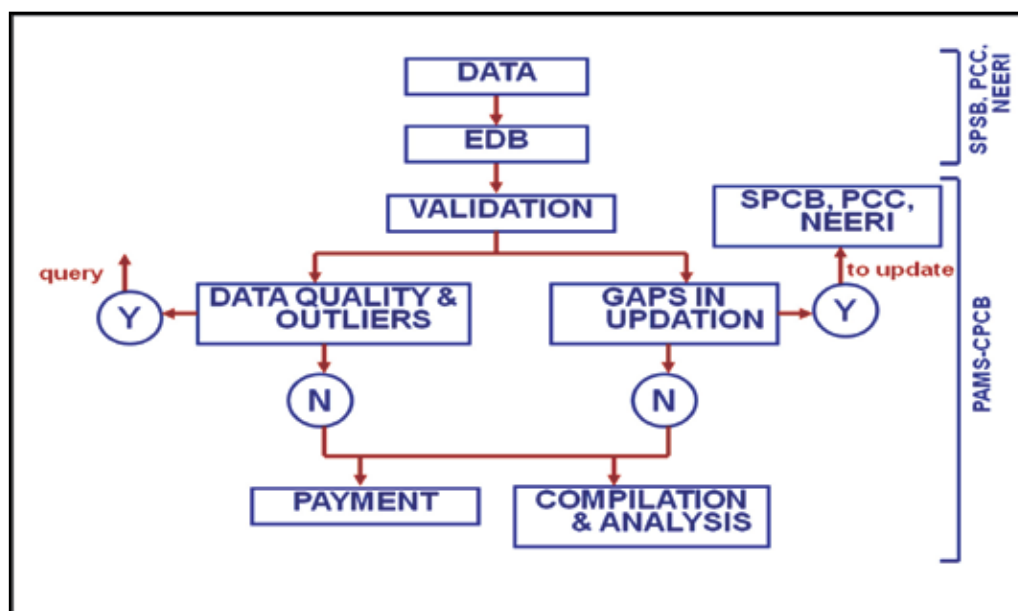 DATA
SPSB, PCC,
NEERI
EDB
VALIDATION
SPCB, PCC,
NEERI
query
to update
Y
DATA QUALITY &
OUTLIERS
GAPS IN
UPDATION
Y
PAMS-CPCB
N
N
PAYMENT
COMPILATION
& ANALYSIS